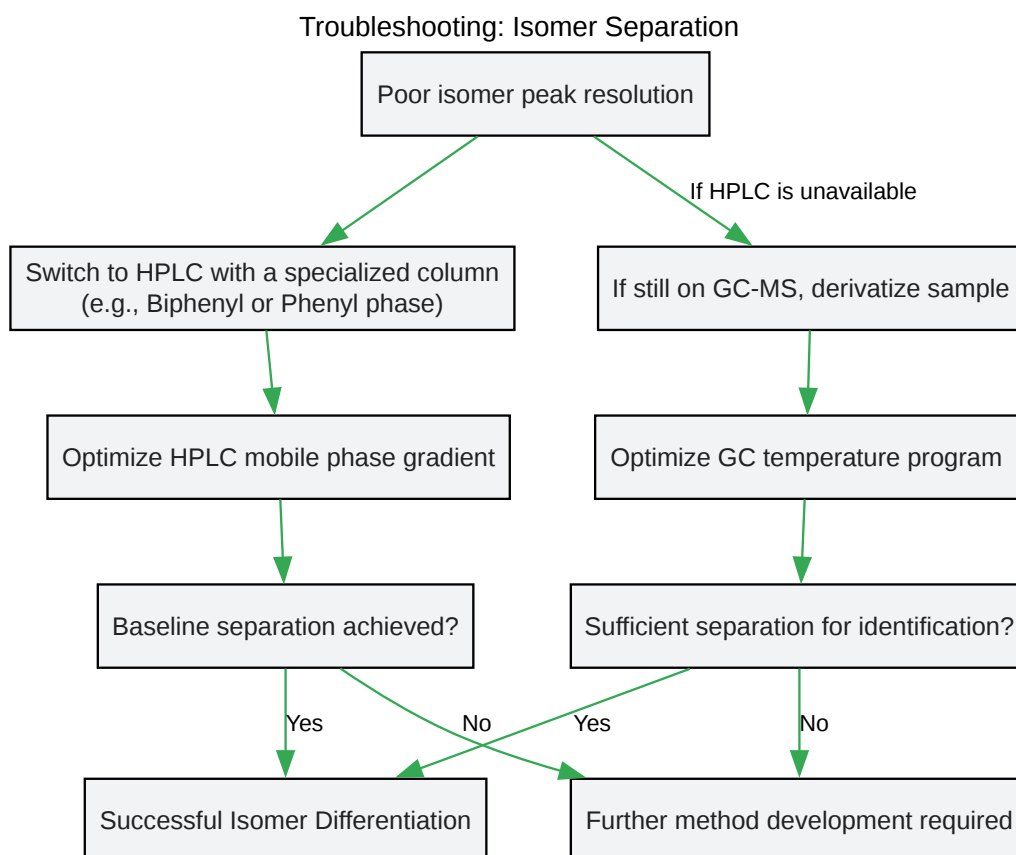 Troubleshooting: Isomer Separation
Poor isomer peak resolution
If HPLC is unavailable
Switch to HPLC with a specialized column
(e.g., Biphenyl or Phenyl phase)
If still on GC-MS, derivatize sample
Optimize HPLC mobile phase gradient
Optimize GC temperature program
Baseline separation achieved?
Sufficient separation for identification?
Yes
No
Yes
No
Successful Isomer Differentiation
Further method development required